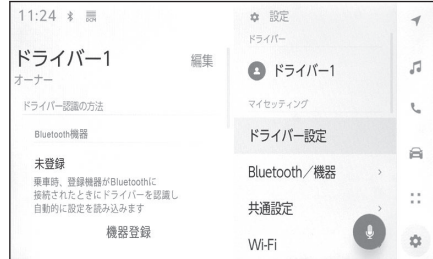 11:24
ドライバー1
編集
オーナー
ドライバー認識の方法
Bluetooth機器
未登録
乗車時、登録機器がBluetoothに
接続されたときにドライバーを認識し
自動的に設定を読み込みます
機器登録
設定
ドライバー
ドライバー1
マイセッティング
ドライバー設定
Bluetooth／機器
共通設定
Wi-Fi